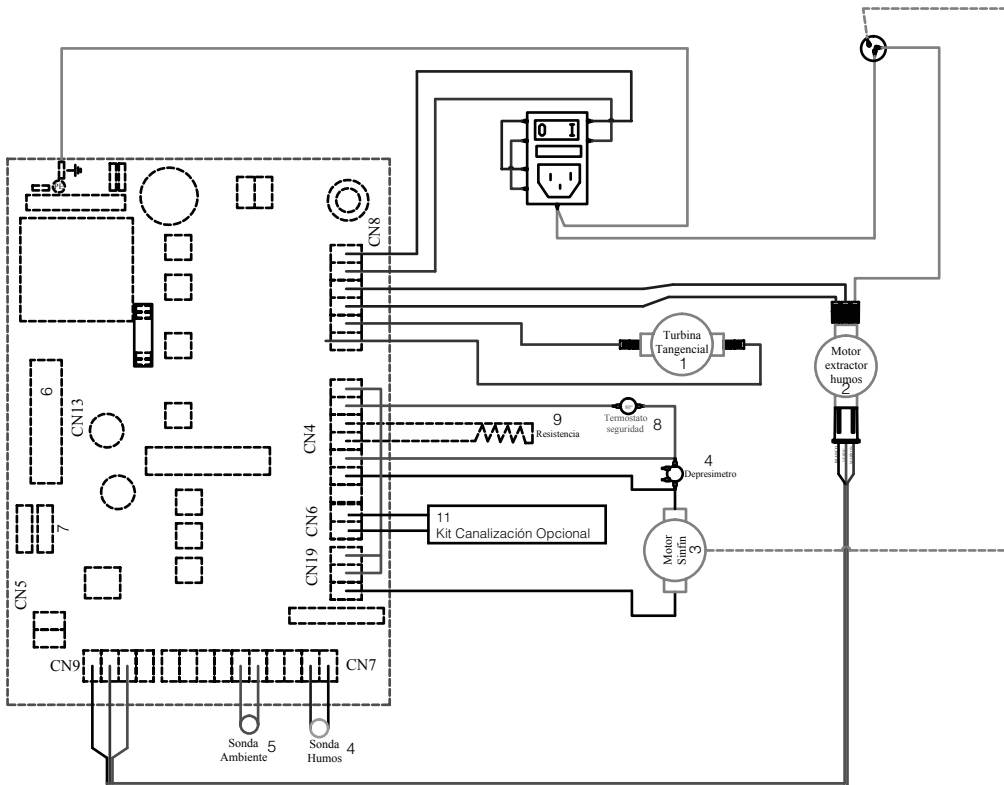 O I
CN8
Turbina
Tangencial
1
Motor
extractor
humos
2
6
CN13
CN4
9
Resistencia
Termostato
seguridad
8
4
Depresimetro
7
CN6
11
Kit Canalización Opcional
CN19
Motor
Sinfin
3
CN5
CN9
CN7
Sonda
Ambiente
5
Sonda
Humos
4